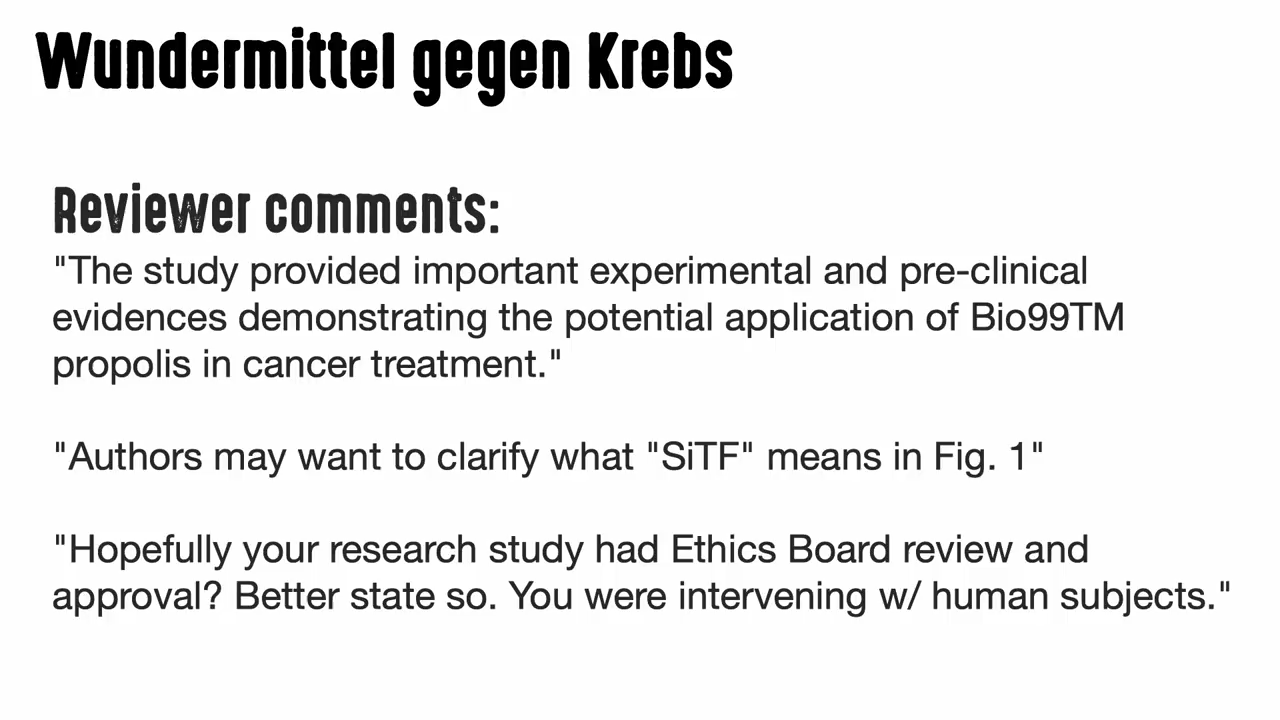 Wundermittel gegen Krebs
Reviewer comments:
"The study provided important experimental and pre-clinical
evidences demonstrating the potential application of Bio99TM
propolis in cancer treatment."
"Authors may want to clarify what "SiTF" means in Fig. 1"
"Hopefully your research study had Ethics Board review and
approval? Better state so. You were intervening w/ human subjects."